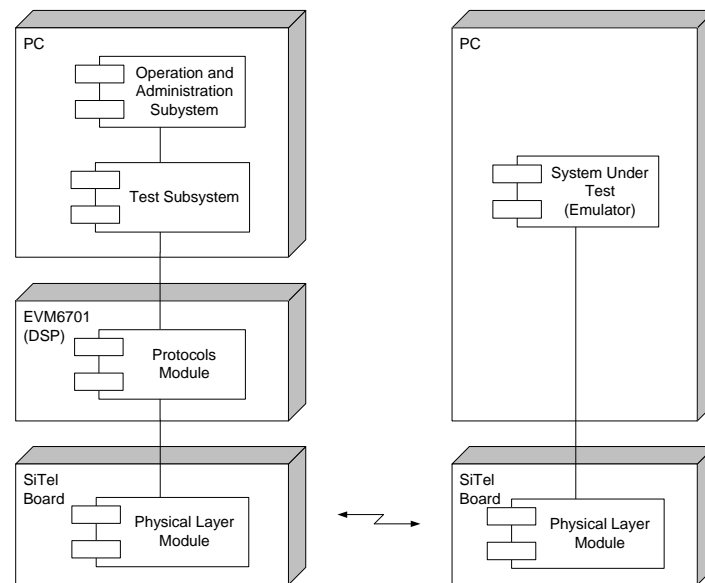 PC
Operation and
Administration
Subystem
Test Subsystem
EVM6701
(DSP)
Protocols
Module
SiTel
Board
Physical Layer
Module
PC
System Under
Test
(Emulator)
SiTel
Board
Physical Layer
Module